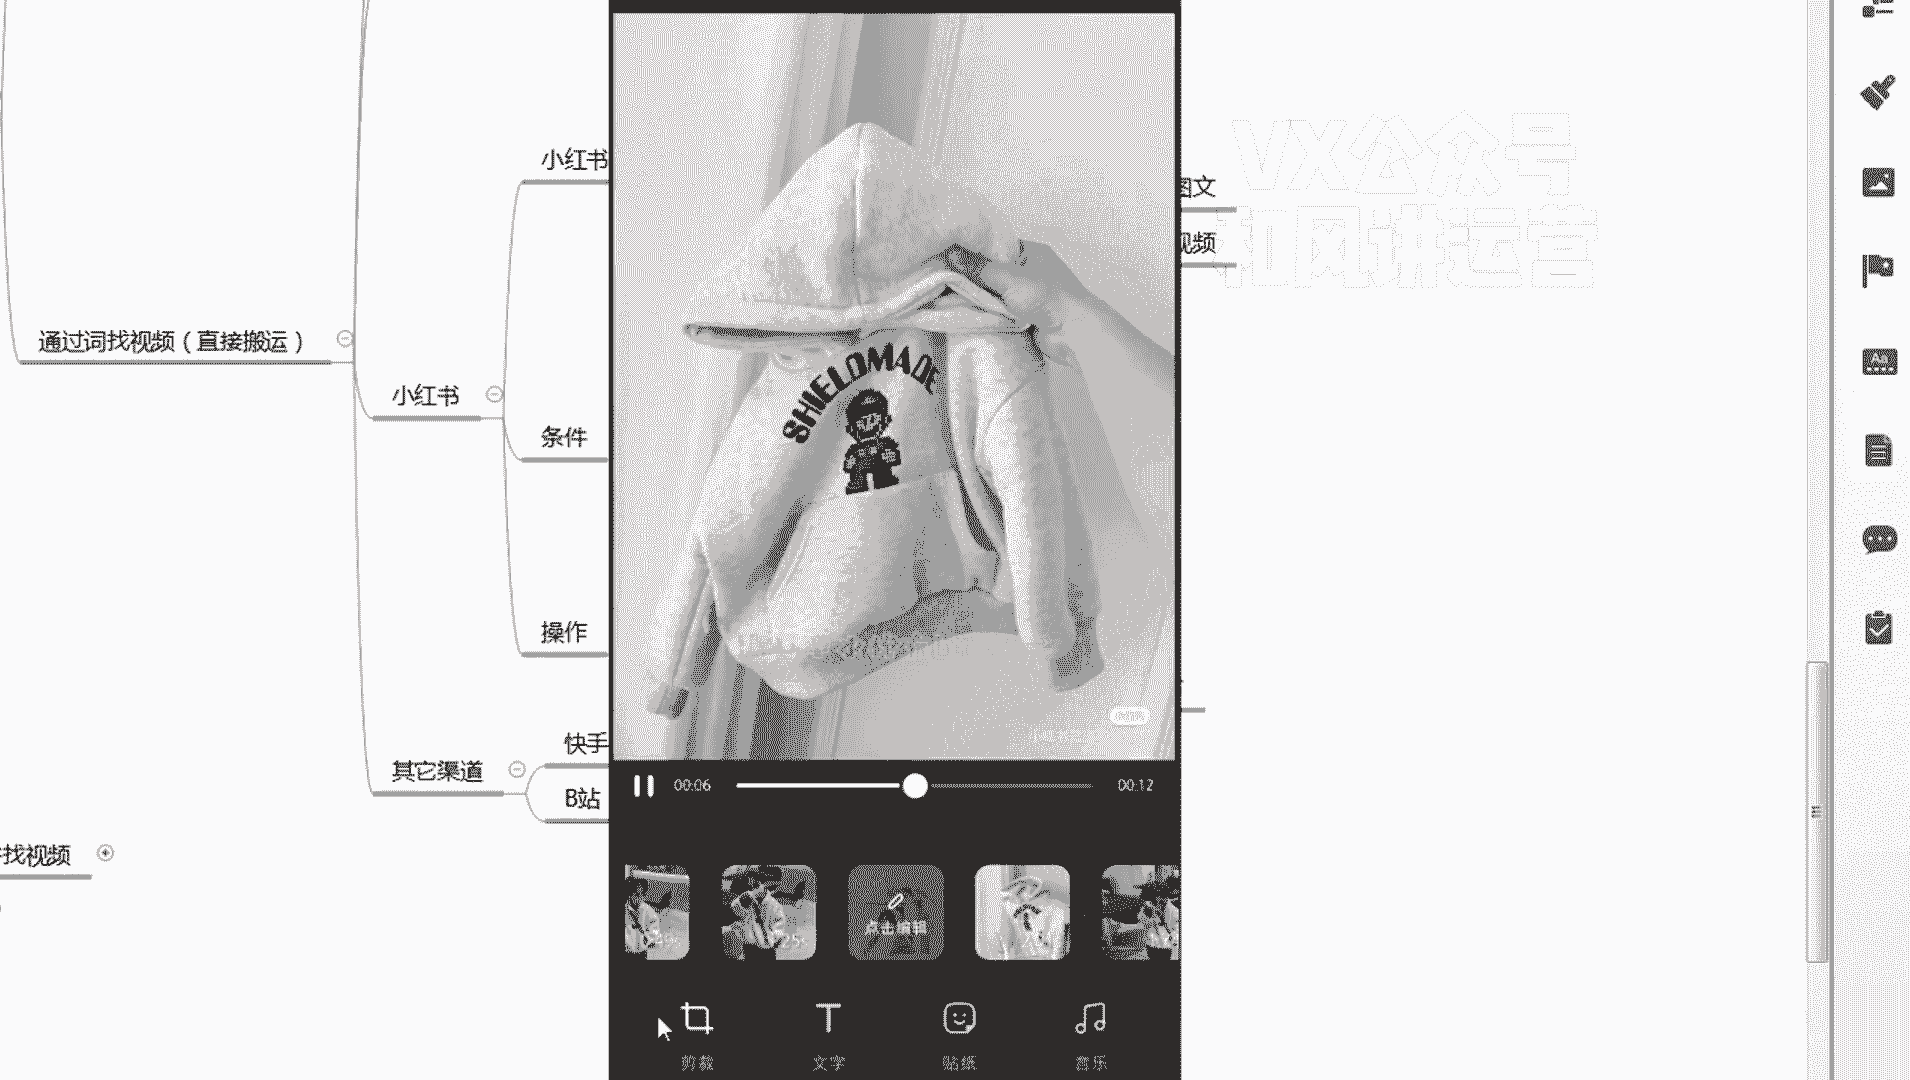 小红书
通过词找视频（直接搬运）
小红书
条件
操作
其它渠道
快手
B站
找视频
SHIELDMADE
00:06
00:12
点击编辑
剪裁
文字
贴纸
音乐
图文
视频
VX公众号
和风讲运营
Aa